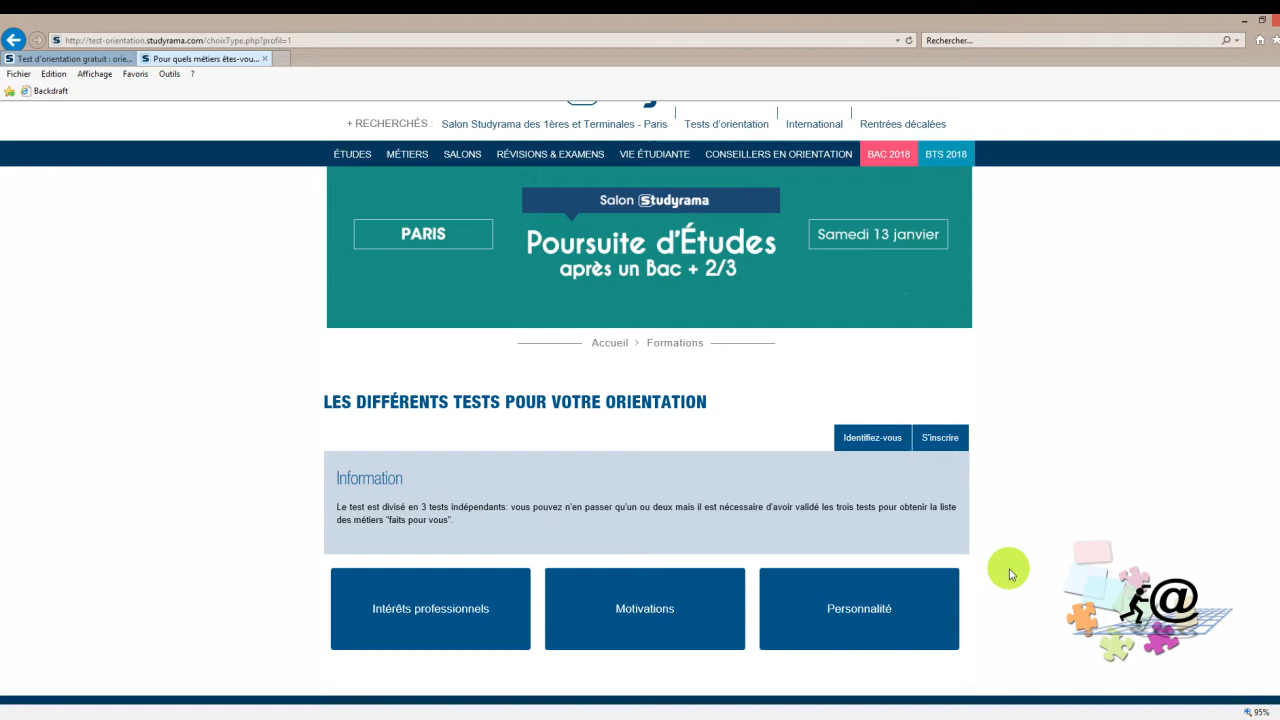 http://test-orientation.studyrama.com/choixType.php?profil=1
Rechercher...
Test d'orientation gratuit : orie...
Pour quels métiers êtes-vou...
Fichier Edition Affichage Favoris Outils ?
Backdraft
+ RECHERCHÉS : Salon Studyrama des 1ères et Terminales - Paris Tests d'orientation International Rentrées décalées
ÉTUDES MÉTIERS SALONS RÉVISIONS & EXAMENS VIE ÉTUDIANTE CONSEILLERS EN ORIENTATION BAC 2018 BTS 2018
Salon Studyrama
PARIS
Poursuite d'Études
après un Bac + 2/3
Samedi 13 janvier
Accueil > Formations
LES DIFFÉRENTS TESTS POUR VOTRE ORIENTATION
Identifiez-vous S'inscrire
Information
Le test est divisé en 3 tests indépendants: vous pouvez n'en passer qu'un ou deux mais il est nécessaire d'avoir validé les trois tests pour obtenir la liste
des métiers "faits pour vous".
Intérêts professionnels Motivations Personnalité
@
95%